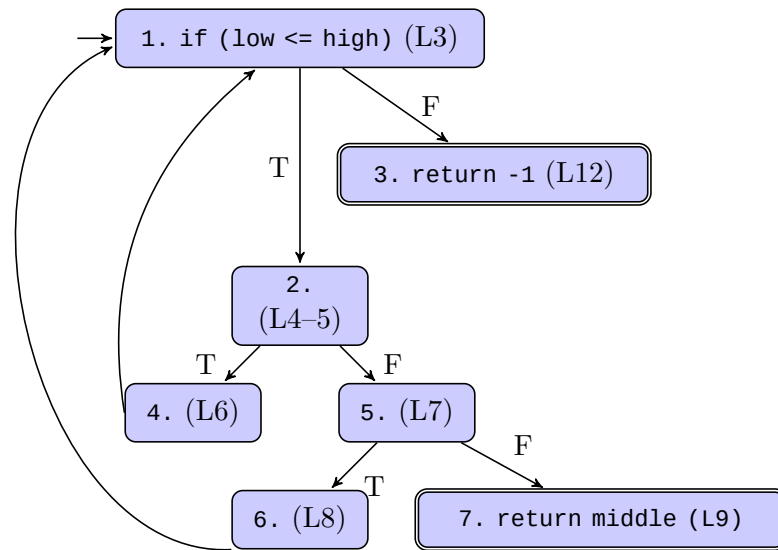 1. if (low <= high) (L3)
F
T
3. return -1 (L12)
2.
(L4–5)
T
F
4. (L6)
5. (L7)
F
T
6. (L8)
7. return middle (L9)